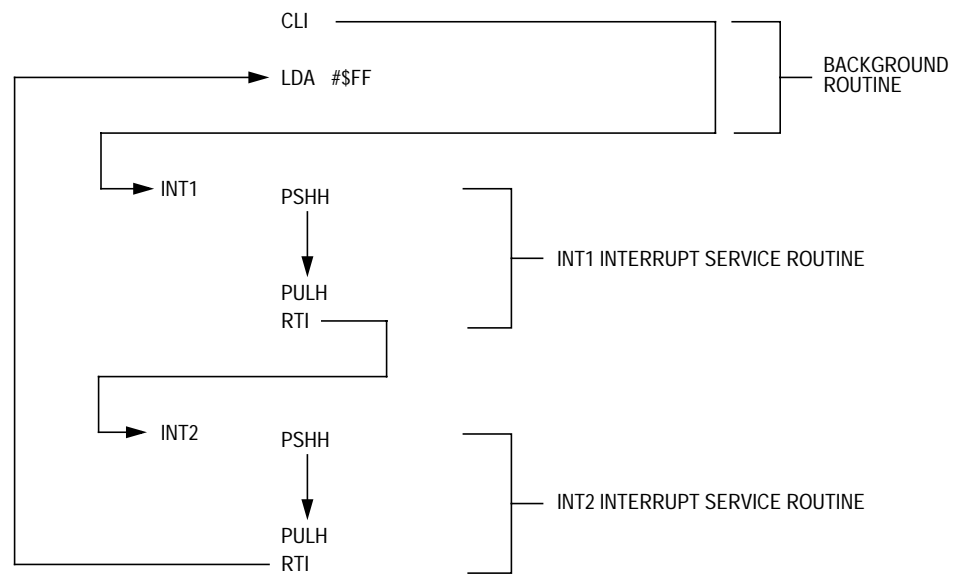 CLI
LDA #$FF
BACKGROUND
ROUTINE
INT1
PSHH
INT1 INTERRUPT SERVICE ROUTINE
PULH
RTI
INT2
PSHH
INT2 INTERRUPT SERVICE ROUTINE
PULH
RTI